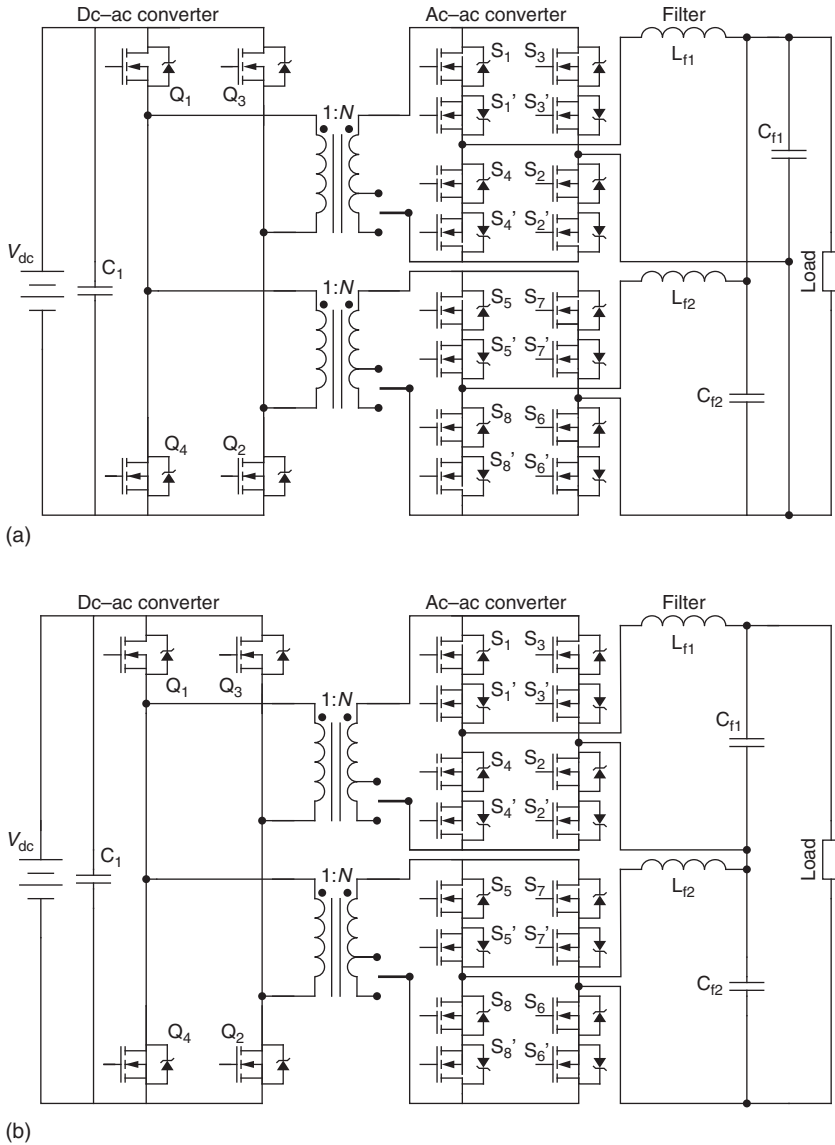 Dc–ac converter Ac–ac converter Filter
Q1 Q3 S1 S3 Lf1
1:N S1' S3' Cf1
S4 S2
S4' S2'
Vdc C1 Load
1:N S5 S7 Lf2
S5' S7'
Cf2
Q4 Q2 S8 S6
S8' S6'
(a)
Dc–ac converter Ac–ac converter Filter
Q1 Q3 S1 S3 Lf1
1:N S1' S3' Cf1
S4 S2
S4' S2'
Vdc C1 Load
1:N S5 S7 Lf2
S5' S7'
Cf2
Q4 Q2 S8 S6
S8' S6'
(b)